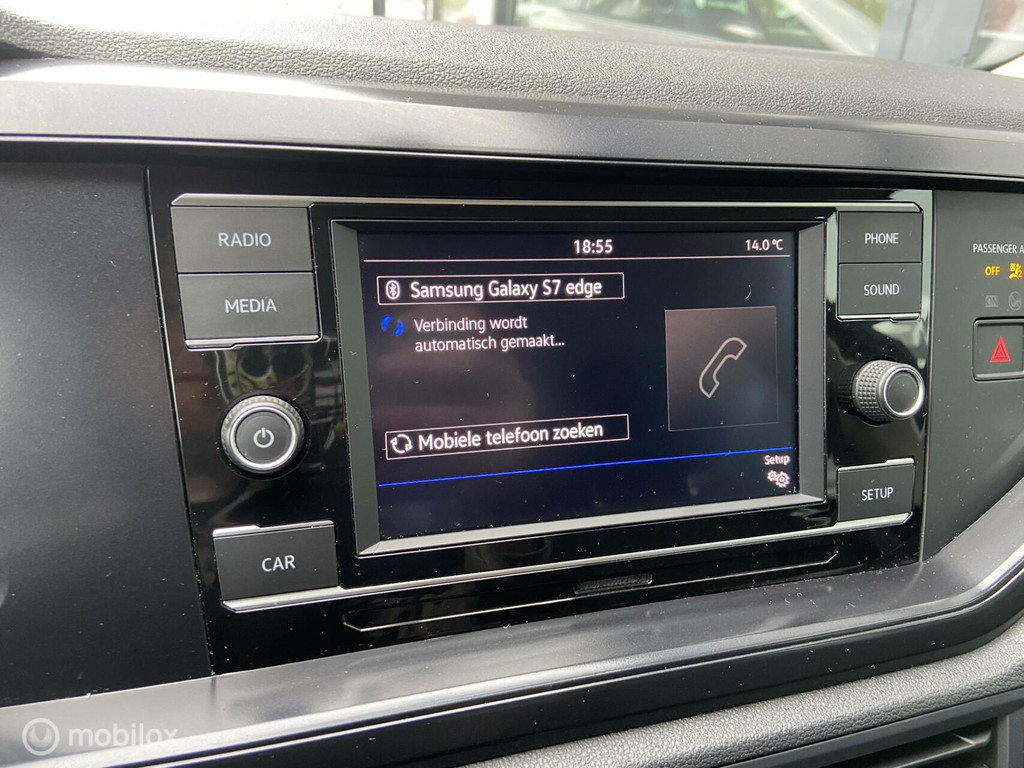 18:55
14.0 °C
RADIO
MEDIA
CAR
Samsung Galaxy S7 edge
Verbinding wordt
automatisch gemaakt...
Mobiele telefoon zoeken
Setup
PHONE
SOUND
SETUP
PASSENGER A
OFF
mobilox